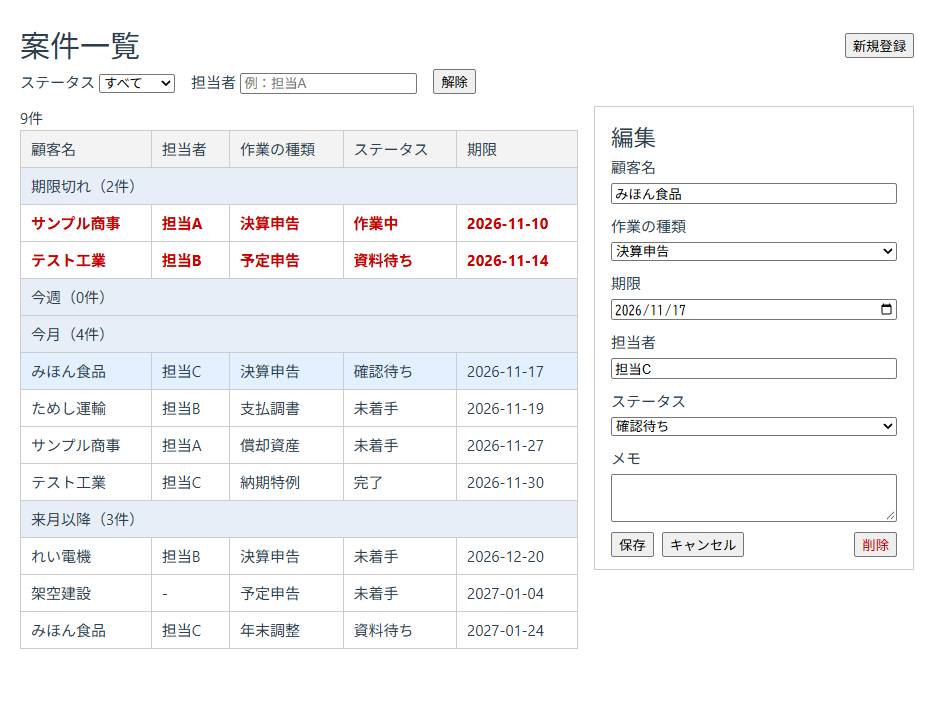 案件一覧
新規登録
ステータス すべて 担当者 例：担当A 解除
9件
顧客名 担当者 作業の種類 ステータス 期限
期限切れ（2件）
サンプル商事 担当A 決算申告 作業中 2026-11-10
テスト工業 担当B 予定申告 資料待ち 2026-11-14
今週（0件）
今月（4件）
みほん食品 担当C 決算申告 確認待ち 2026-11-17
ためし運輸 担当B 支払調書 未着手 2026-11-19
サンプル商事 担当A 償却資産 未着手 2026-11-27
テスト工業 担当C 納期特例 完了 2026-11-30
来月以降（3件）
れい電機 担当B 決算申告 未着手 2026-12-20
架空建設 - 予定申告 未着手 2027-01-04
みほん食品 担当C 年末調整 資料待ち 2027-01-24
編集
顧客名
みほん食品
作業の種類
決算申告
期限
2026/11/17
担当者
担当C
ステータス
確認待ち
メモ
保存 キャンセル 削除